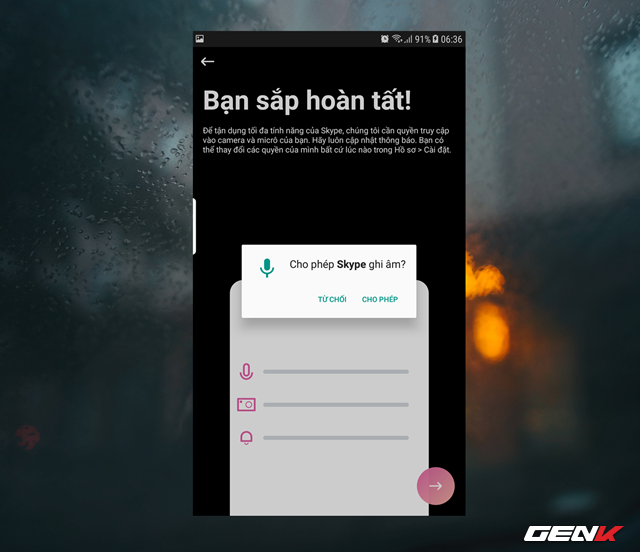 91% 06:36
Bạn sắp hoàn tất!
Để tận dụng tối đa tính năng của Skype, chúng tôi cần quyền truy cập
vào camera và micrô của bạn. Hãy luôn cập nhật thông báo. Bạn có
thể thay đổi các quyền của mình bất cứ lúc nào trong Hồ sơ > Cài đặt.
Cho phép Skype ghi âm?
TỪ CHỐI CHO PHÉP
GENK